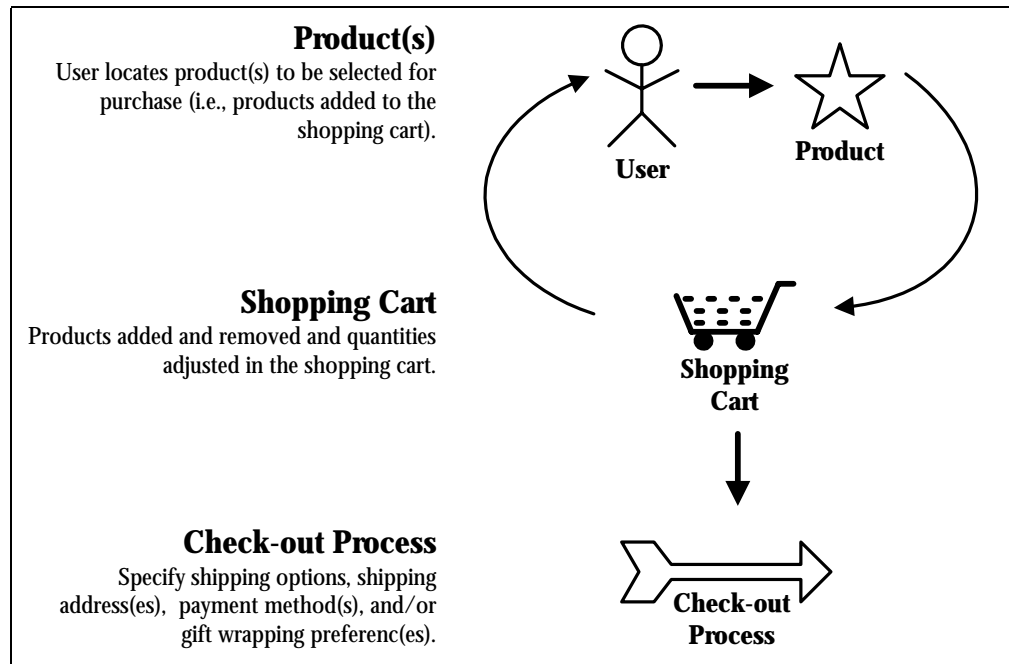 Product(s)
User locates product(s) to be selected for
purchase (i.e., products added to the
shopping cart).
User
Product
Shopping Cart
Products added and removed and quantities
adjusted in the shopping cart.
Shopping
Cart
Check-out Process
Specify shipping options, shipping
address(es),  payment method(s), and/or
gift wrapping preferenc(es).
Check-out
Process